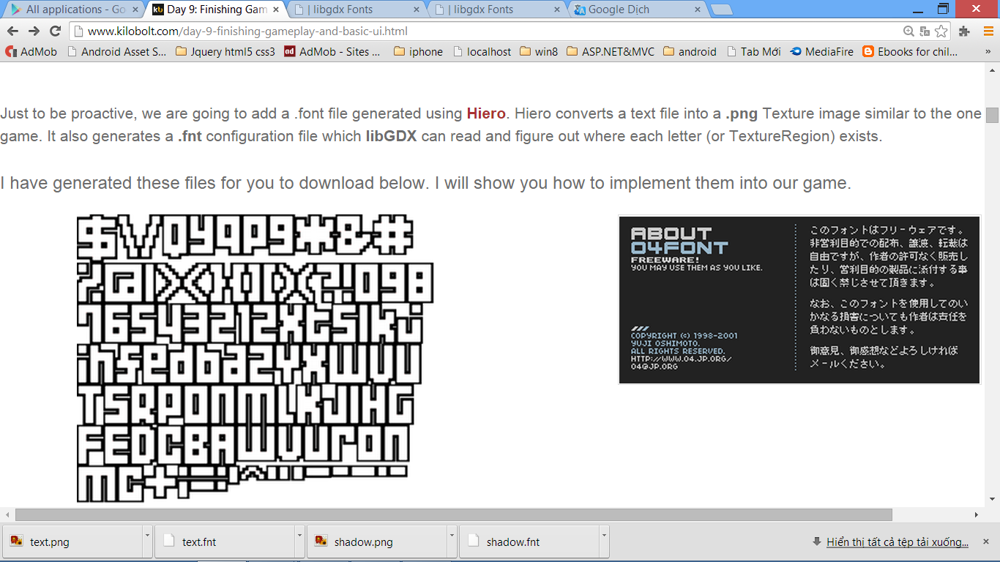 All applications - Go
Day 9: Finishing Gam
| libgdx Fonts
| libgdx Fonts
Google Dịch
www.kilobolt.com/day-9-finishing-gameplay-and-basic-ui.html
AdMob
Android Asset S...
Jquery html5 css3
AdMob - Sites ...
iphone
localhost
win8
ASP.NET&MVC
android
Tab Mới
MediaFire
Ebooks for chil...
»
Just to be proactive, we are going to add a .font file generated using Hiero. Hiero converts a text file into a .png Texture image similar to the one
game. It also generates a .fnt configuration file which libGDX can read and figure out where each letter (or TextureRegion) exists.
I have generated these files for you to download below. I will show you how to implement them into our game.
$VQyqpg*&#
76543212Xtslkji
TSRPONMLKJIHG
FEDCBAWVUron
mC+
ABOUT
04FONT
FREEWARE!
YOU MAY USE THEM AS YOU LIKE.
COPYRIGHT (C) 1998-2001
YUJI OSHIMOTO.
ALL RIGHTS RESERVED.
HTTP://WWW.04.JP.ORG/
04@JP.ORG
このフォントはフリーウェアです。
非営利目的での配布、譲渡、転載は
自由ですが、作者の許可なく販売し
たり、営利目的の製品に添付する事
は固く禁じさせて頂きます。
なお、このフォントを使用してのい
かなる損害についても作者は責任を
負わないものとします。
御意見、御感想などよろしければ
メールください。
text.png
text.fnt
shadow.png
shadow.fnt
Hiển thị tất cả tệp tải xuống...